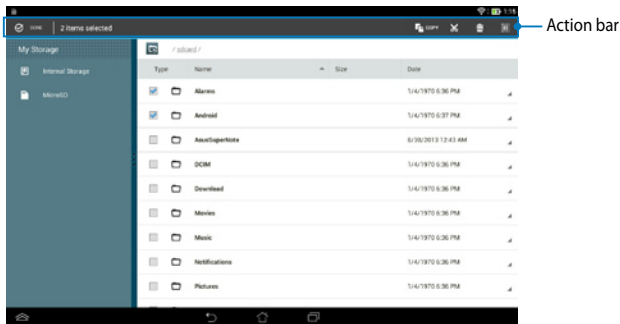 1:15
DONE 2 items selected COPY
Action bar
My Storage
/ sdcard /
Internal Storage
MicroSD
Type Name Size Date
Alarms 1/4/1970 6:36 PM
Android 1/4/1970 6:37 PM
AsusSuperNote 6/30/2013 12:43 AM
DCIM 1/4/1970 6:36 PM
Download 1/4/1970 6:36 PM
Movies 1/4/1970 6:36 PM
Music 1/4/1970 6:36 PM
Notifications 1/4/1970 6:36 PM
Pictures 1/4/1970 6:36 PM